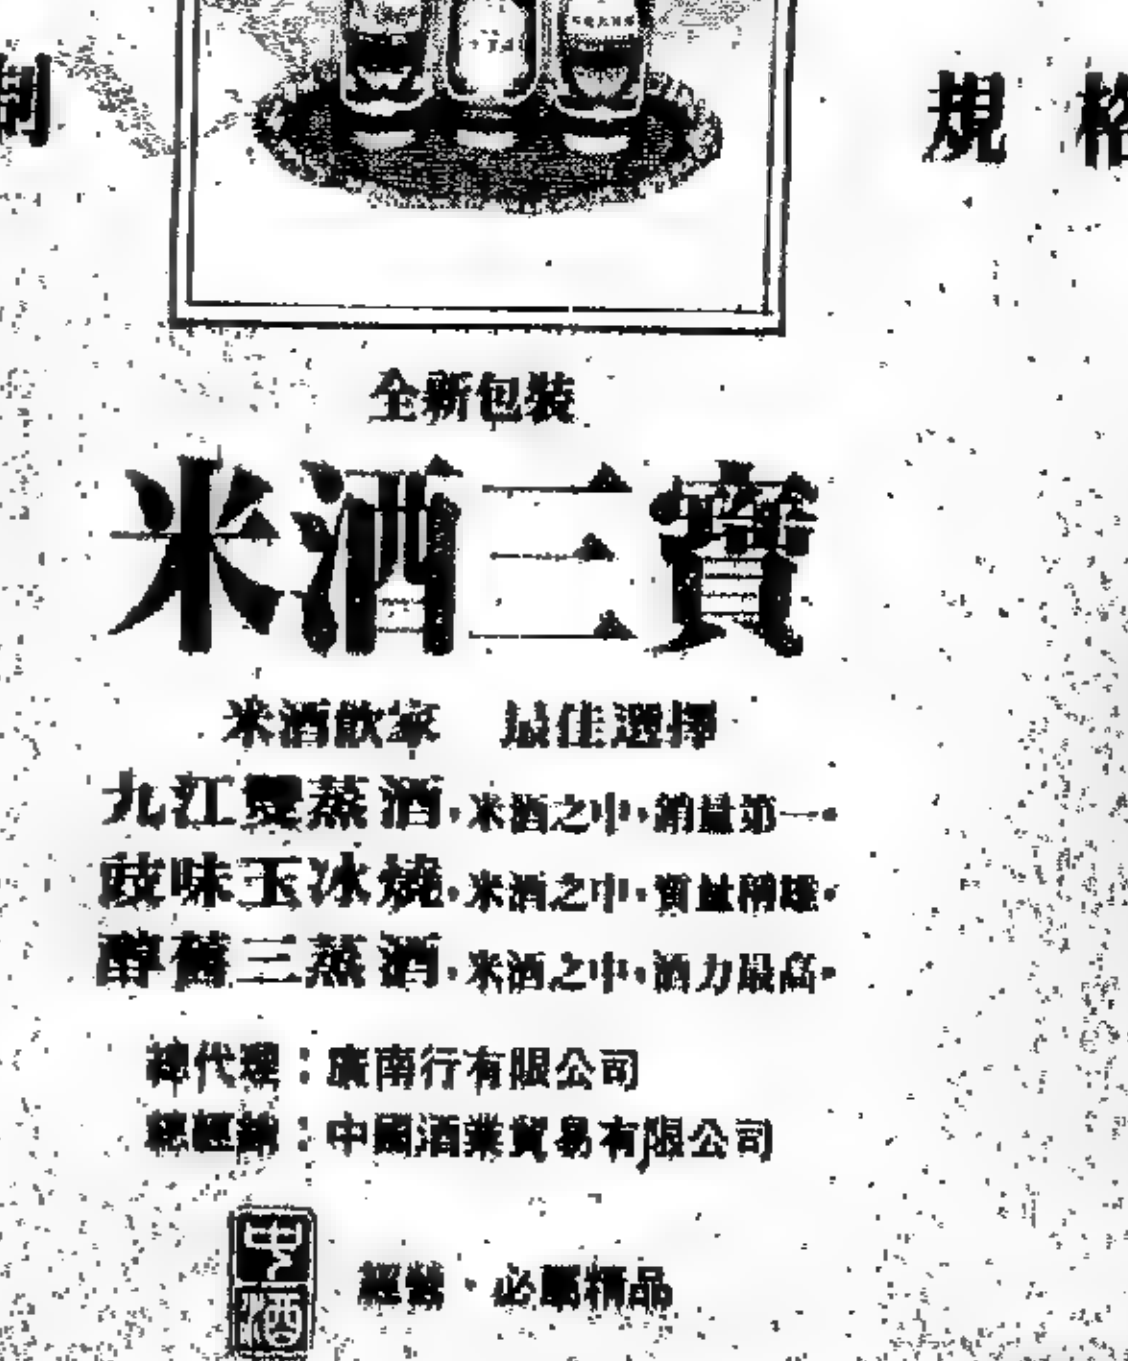 制
規格
全新包裝
米酒三寶
米酒飲家 最佳選擇
九江雙蒸酒,米酒之中,銷量第一。
豉味玉冰燒,米酒之中,質量稱雄。
醇舊三蒸酒,米酒之中,酒力最高。
總代理:廣南行有限公司
總經銷:中國酒業貿易有限公司
中酒
經營·必屬精品